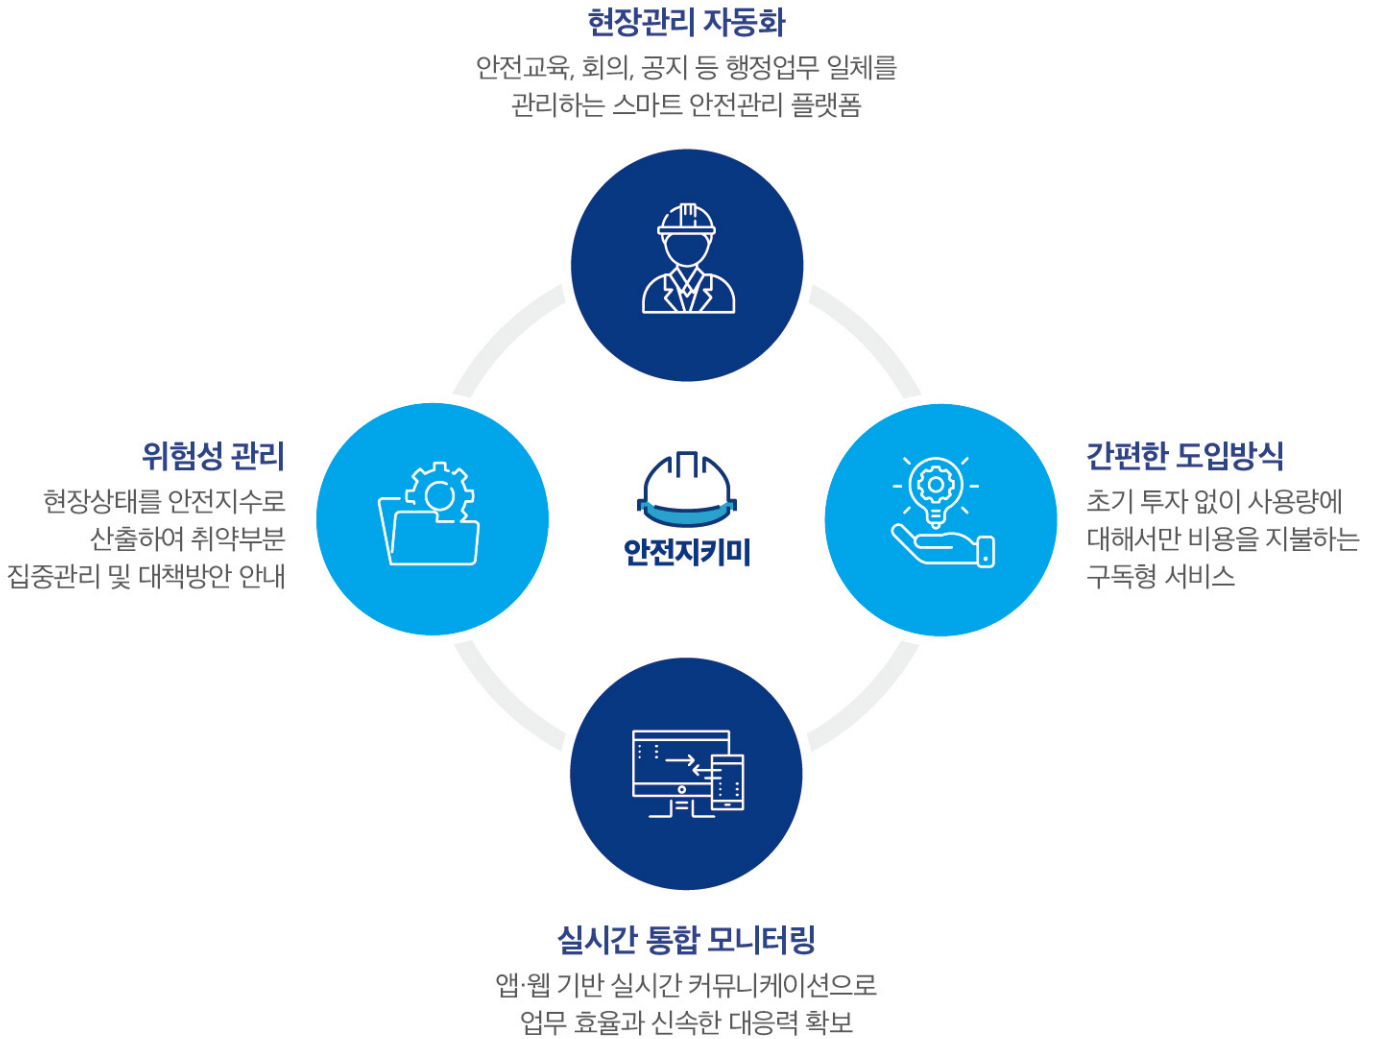 현장관리 자동화
안전교육, 회의, 공지 등 행정업무 일체를
관리하는 스마트 안전관리 플랫폼
위험성 관리
현장상태를 안전지수로
산출하여 취약부분
집중관리 및 대책방안 안내
안전지키미
간편한 도입방식
초기 투자 없이 사용량에
대해서만 비용을 지불하는
구독형 서비스
실시간 통합 모니터링
앱·웹 기반 실시간 커뮤니케이션으로
업무 효율과 신속한 대응력 확보